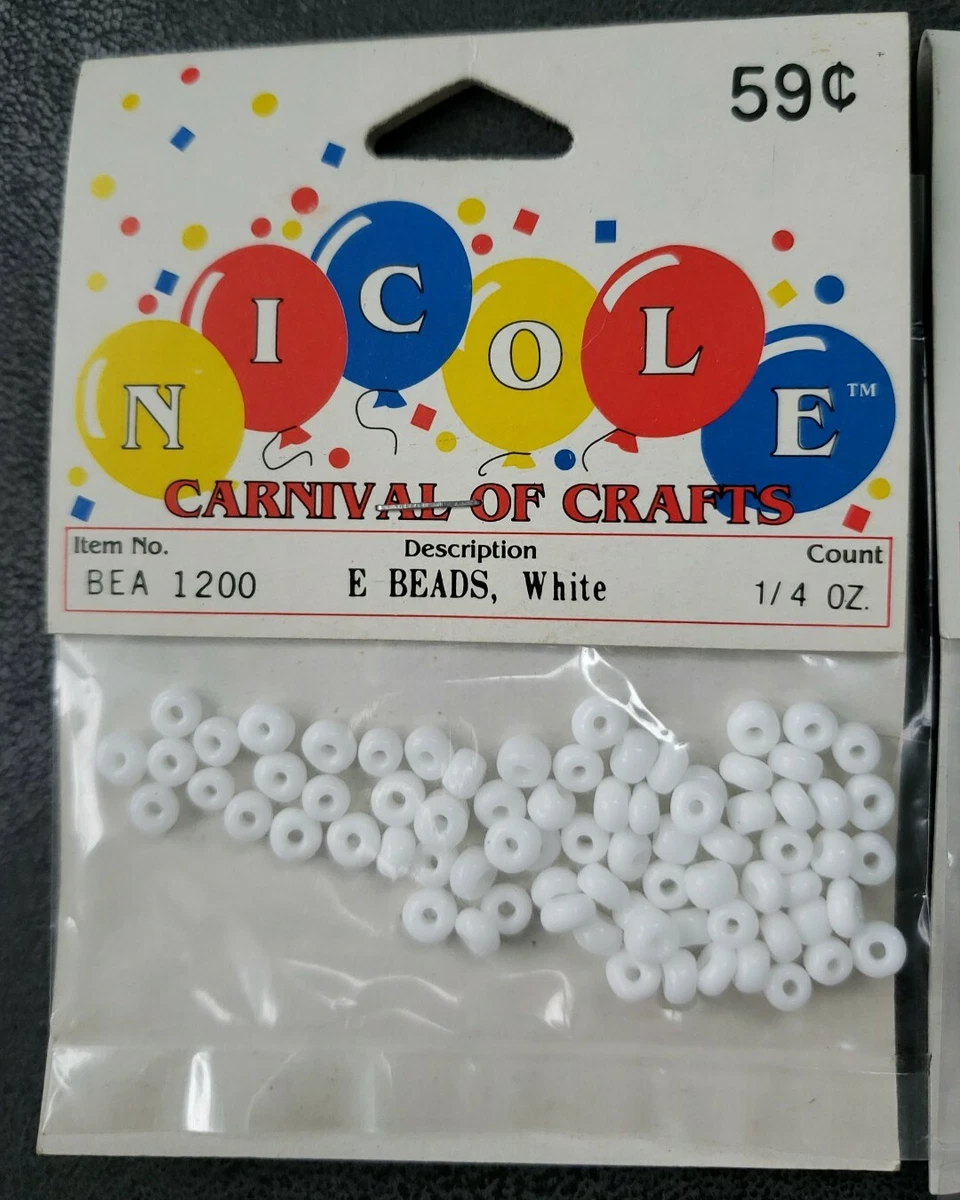 59¢
NICOLE™
CARNIVAL OF CRAFTS
Item No. Description Count
BEA 1200 E BEADS, White 1/4 OZ.